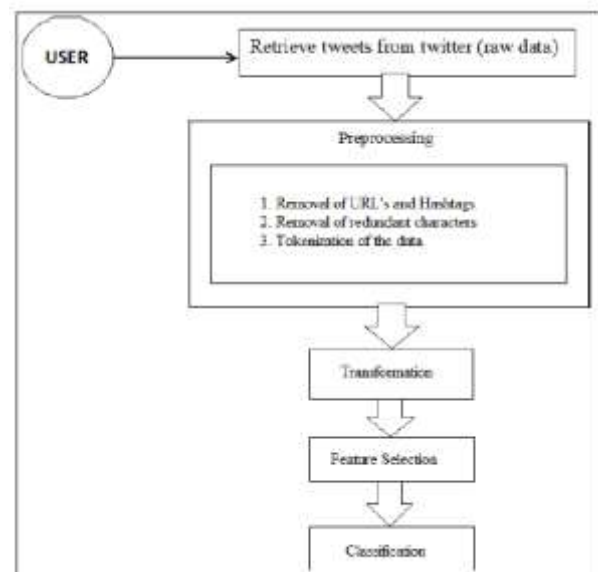 USER
Retrieve tweets from twitter (raw data)
Preprocessing
1. Removal of URL's and Hashtags
2. Removal of redundant characters
3. Tokenization of the data
Transformation
Feature Selection
Classification